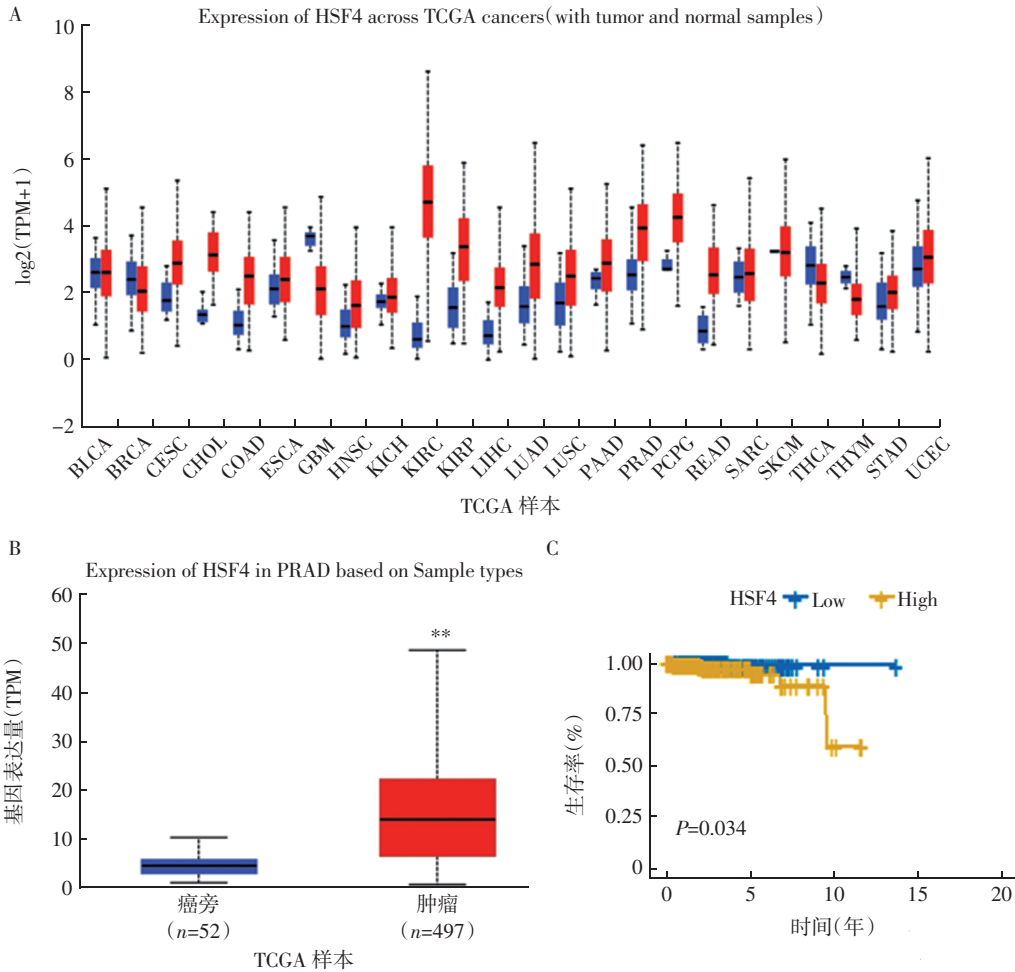 A
Expression of HSF4 across TCGA cancers(with tumor and normal samples)
10
8
6
4
2
0
−2
log2(TPM+1)
BLCA
BRCA
CESC
CHOL
COAD
ESCA
GBM
HNSC
KICH
KIRC
KIRP
LIHC
LUAD
LUSC
PAAD
PRAD
PCPG
READ
SARC
SKCM
THCA
THYM
STAD
UCEC
TCGA 样本
B
Expression of HSF4 in PRAD based on Sample types
60
50
40
30
20
10
0
基因表达量(TPM)
**
癌旁
(n=52)
肿瘤
(n=497)
TCGA 样本
C
HSF4 Low High
1.00
0.75
0.50
0.25
0
生存率(%)
P=0.034
0 5 10 15 20
时间(年)